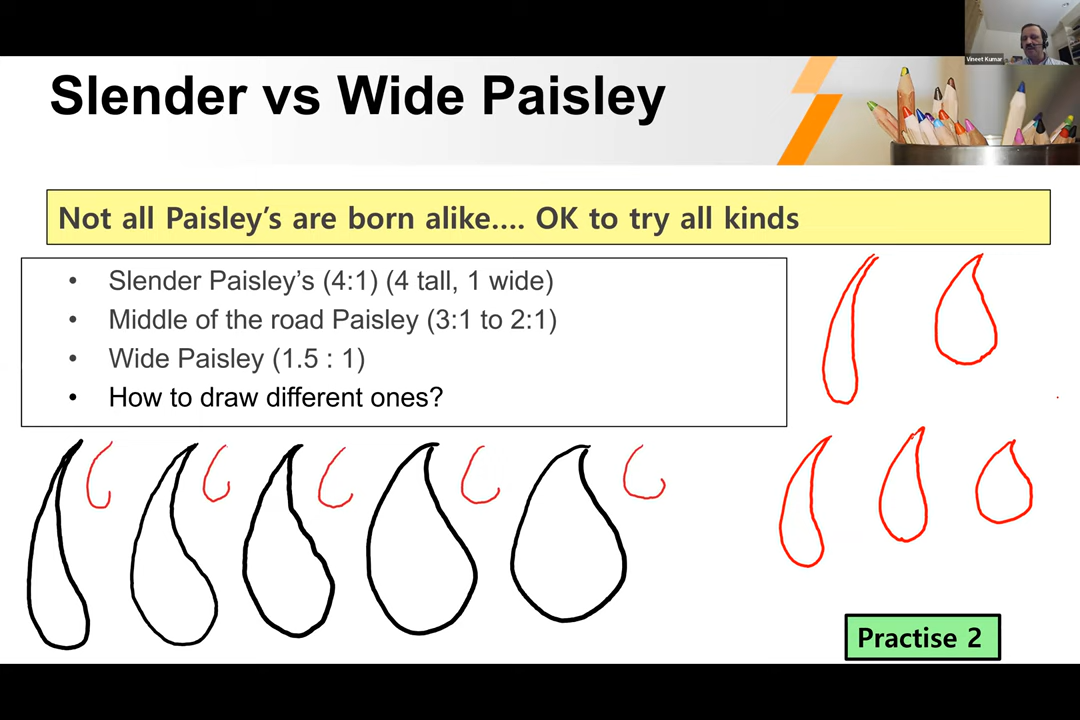 Vineet Kumar
Slender vs Wide Paisley
Not all Paisley’s are born alike.... OK to try all kinds
• Slender Paisley’s (4:1) (4 tall, 1 wide)
• Middle of the road Paisley (3:1 to 2:1)
• Wide Paisley (1.5 : 1)
• How to draw different ones?
Practise 2